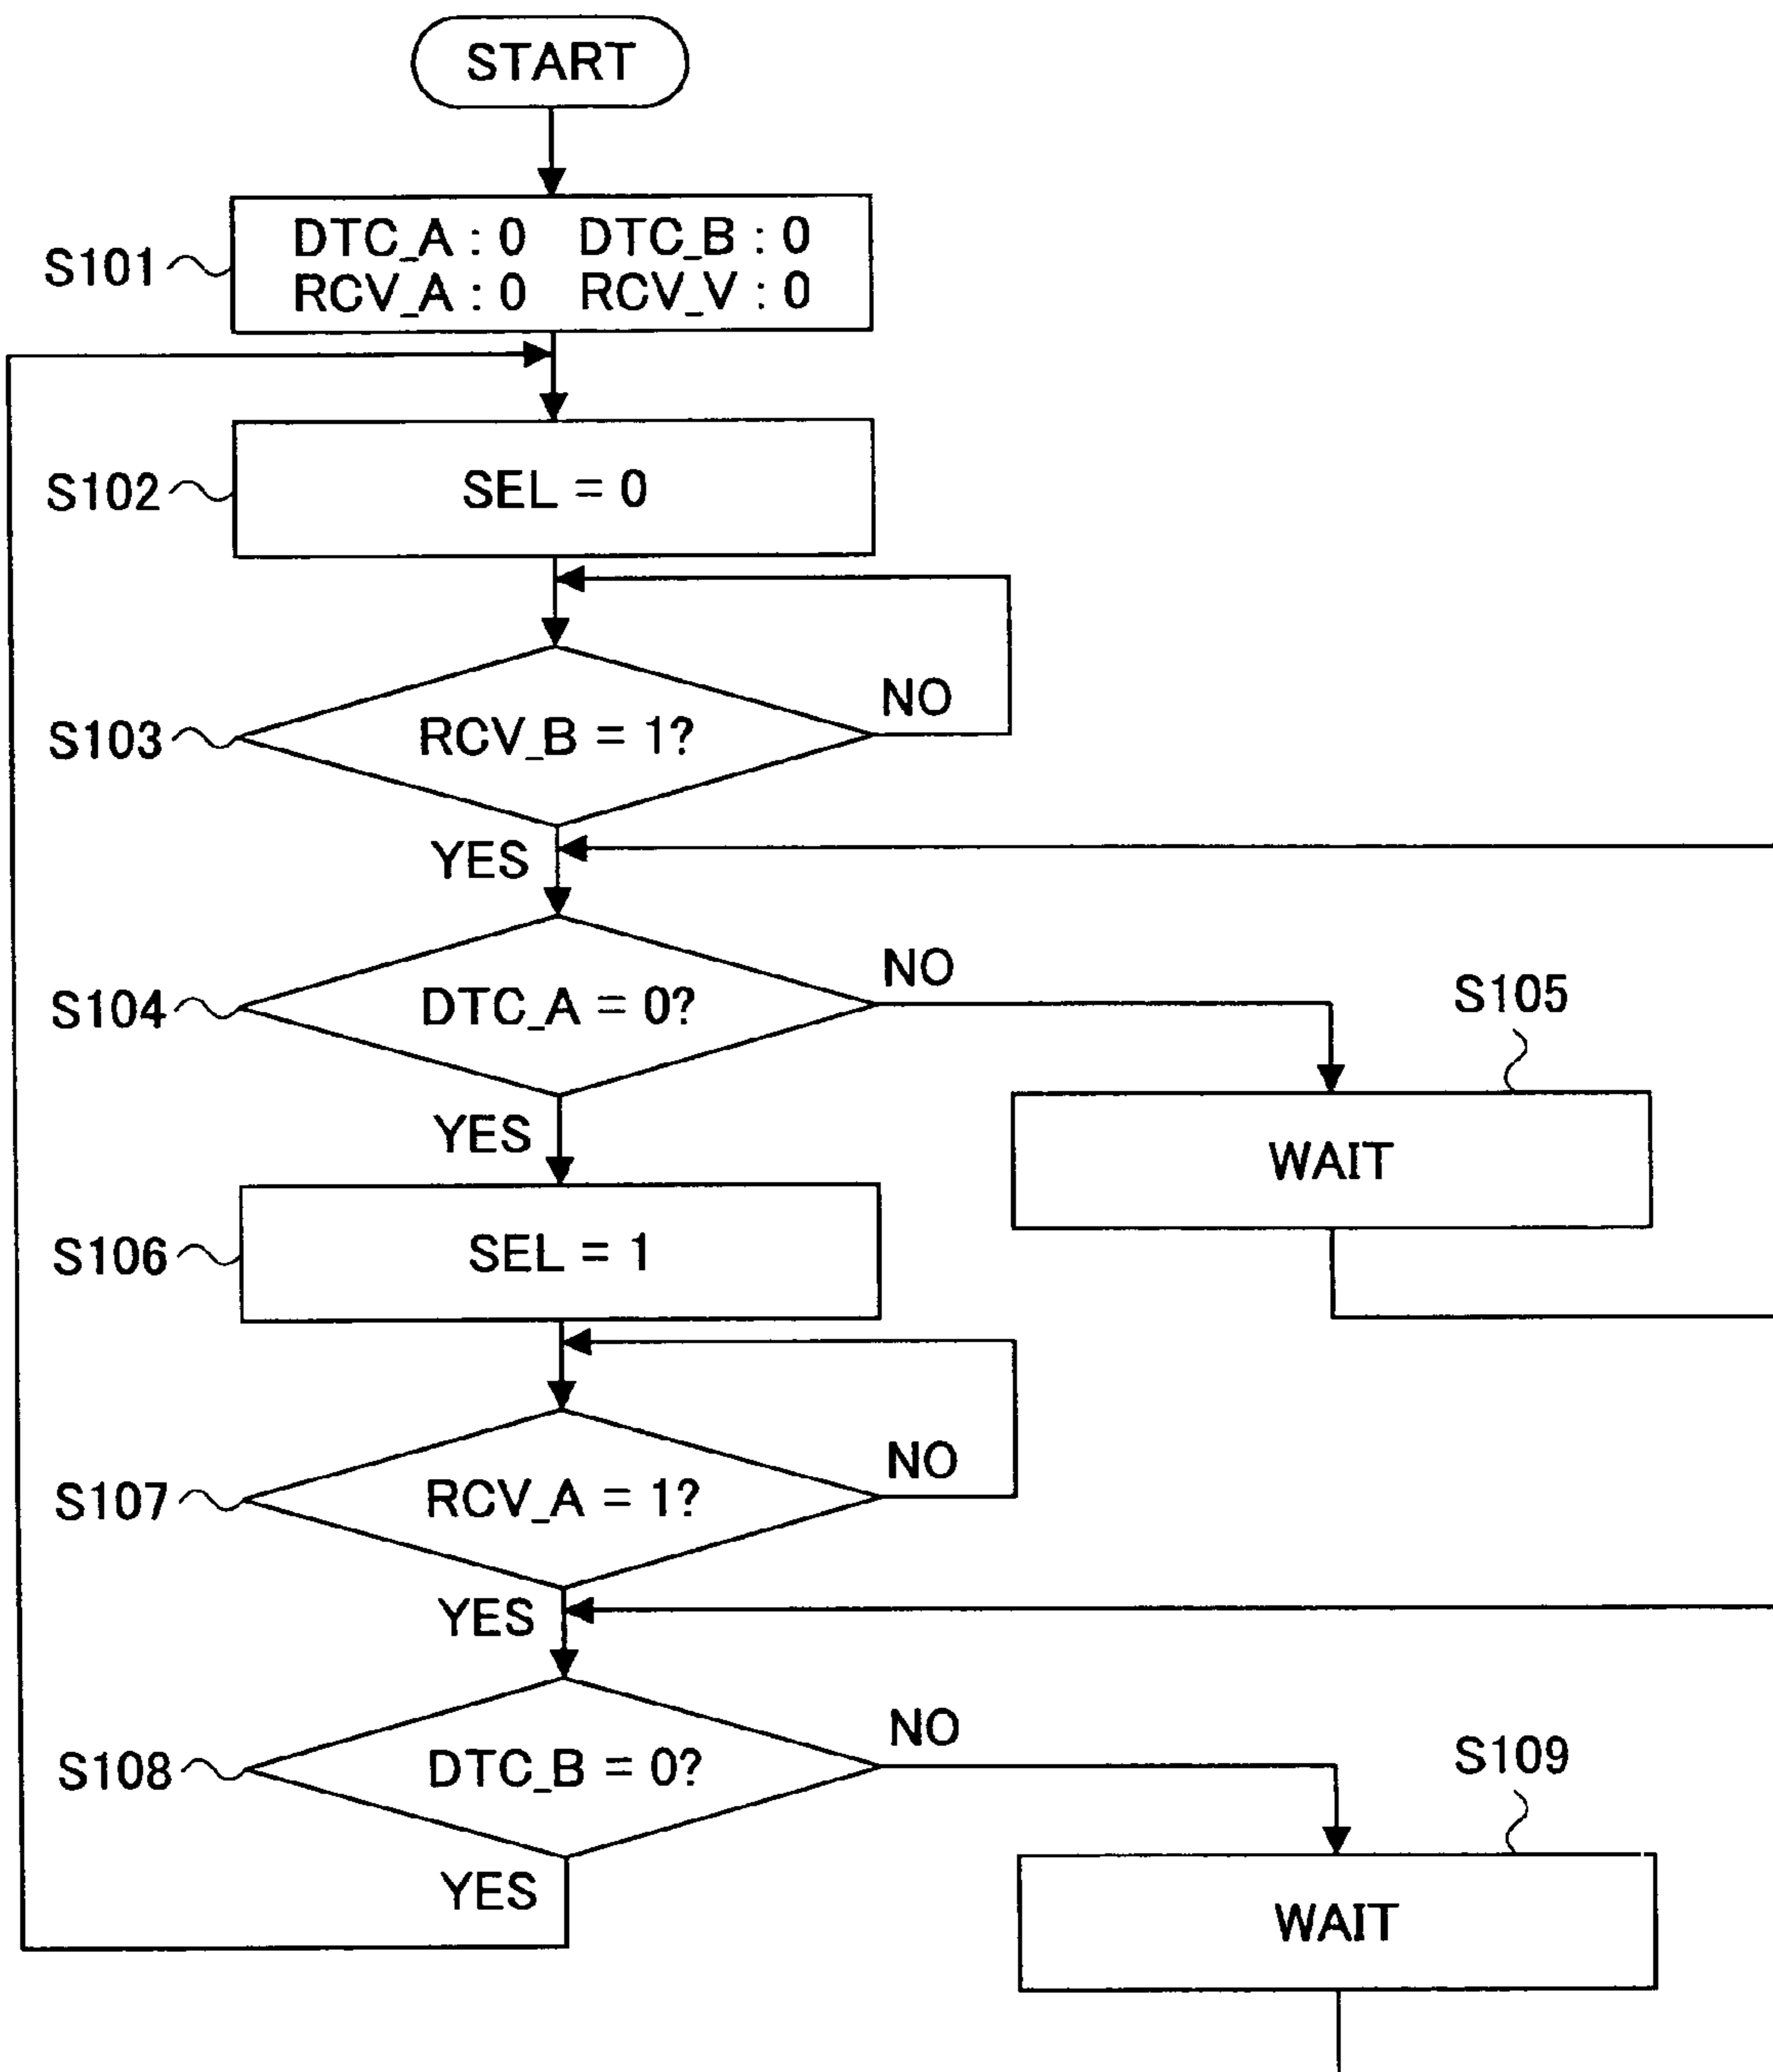 START
S101
DTC_A : 0 DTC_B : 0
RCV_A : 0 RCV_V : 0
S102
SEL = 0
S103
RCV_B = 1?
NO
YES
S104
DTC_A = 0?
NO
S105
WAIT
YES
S106
SEL = 1
S107
RCV_A = 1?
NO
YES
S108
DTC_B = 0?
NO
S109
WAIT
YES